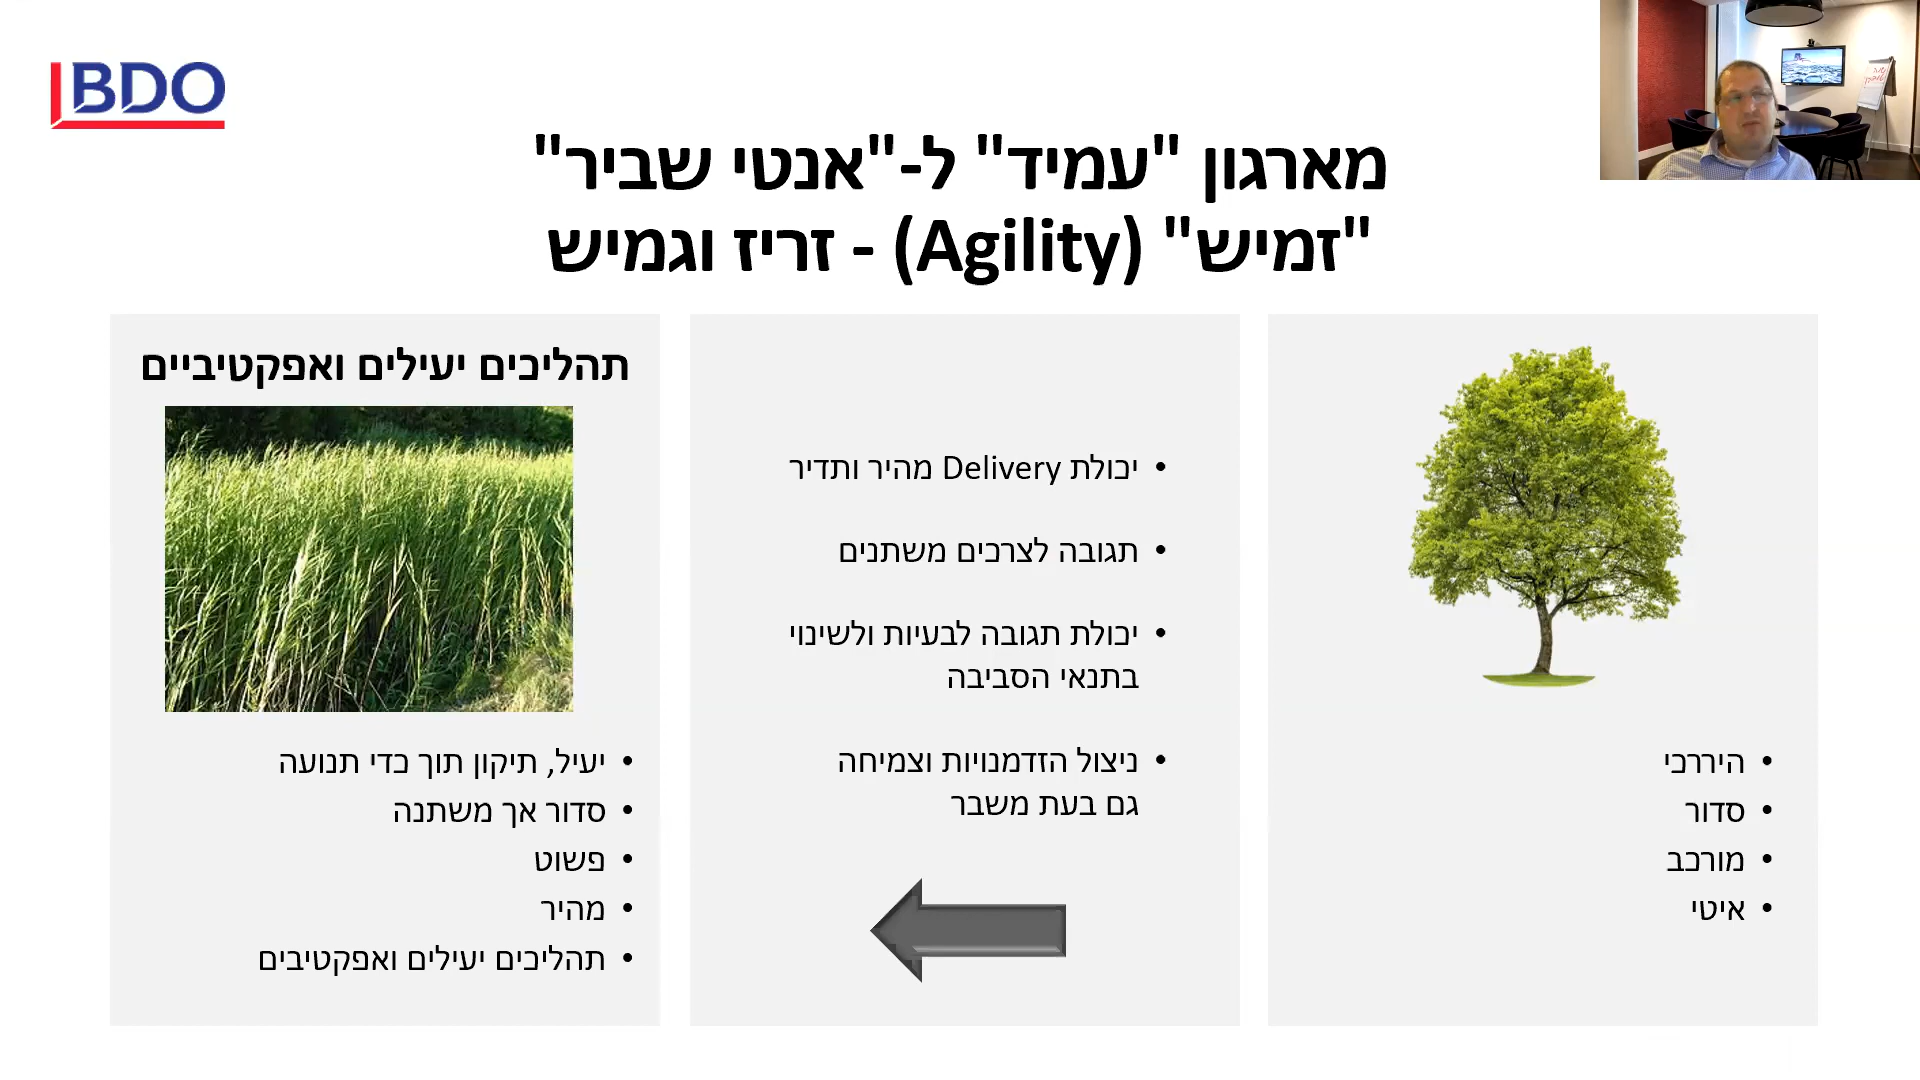 BDO
מארגון "עמיד" ל-"אנטי שביר"
"זמיש" (Agility) - זריז וגמיש
היררכי
סדור
מורכב
איטי
יכולת Delivery מהיר ותדיר
תגובה לצרכים משתנים
יכולת תגובה לבעיות ולשינוי
בתנאי הסביבה
ניצול הזדמנויות וצמיחה
גם בעת משבר
תהליכים יעילים ואפקטיביים
יעיל, תיקון תוך כדי תנועה
סדור אך משתנה
פשוט
מהיר
תהליכים יעילים ואפקטיבים